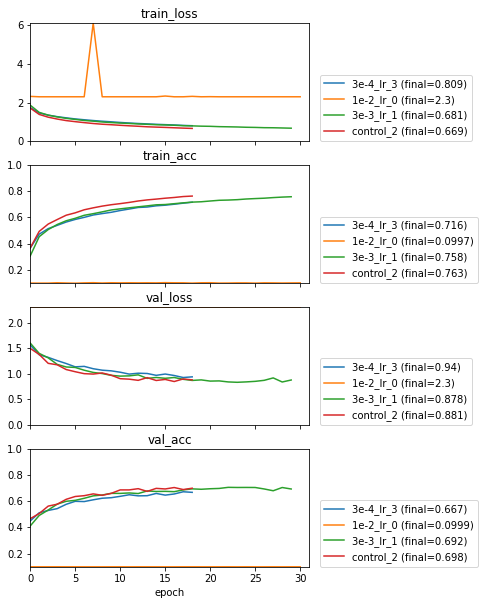 train_loss
6
4
2
0
3e-4_lr_3 (final=0.809)
1e-2_lr_0 (final=2.3)
3e-3_lr_1 (final=0.681)
control_2 (final=0.669)
train_acc
1.0
0.8
0.6
0.4
0.2
3e-4_lr_3 (final=0.716)
1e-2_lr_0 (final=0.0997)
3e-3_lr_1 (final=0.758)
control_2 (final=0.763)
val_loss
2.0
1.5
1.0
0.5
0.0
3e-4_lr_3 (final=0.94)
1e-2_lr_0 (final=2.3)
3e-3_lr_1 (final=0.878)
control_2 (final=0.881)
val_acc
1.0
0.8
0.6
0.4
0.2
3e-4_lr_3 (final=0.667)
1e-2_lr_0 (final=0.0999)
3e-3_lr_1 (final=0.692)
control_2 (final=0.698)
0 5 10 15 20 25 30
epoch